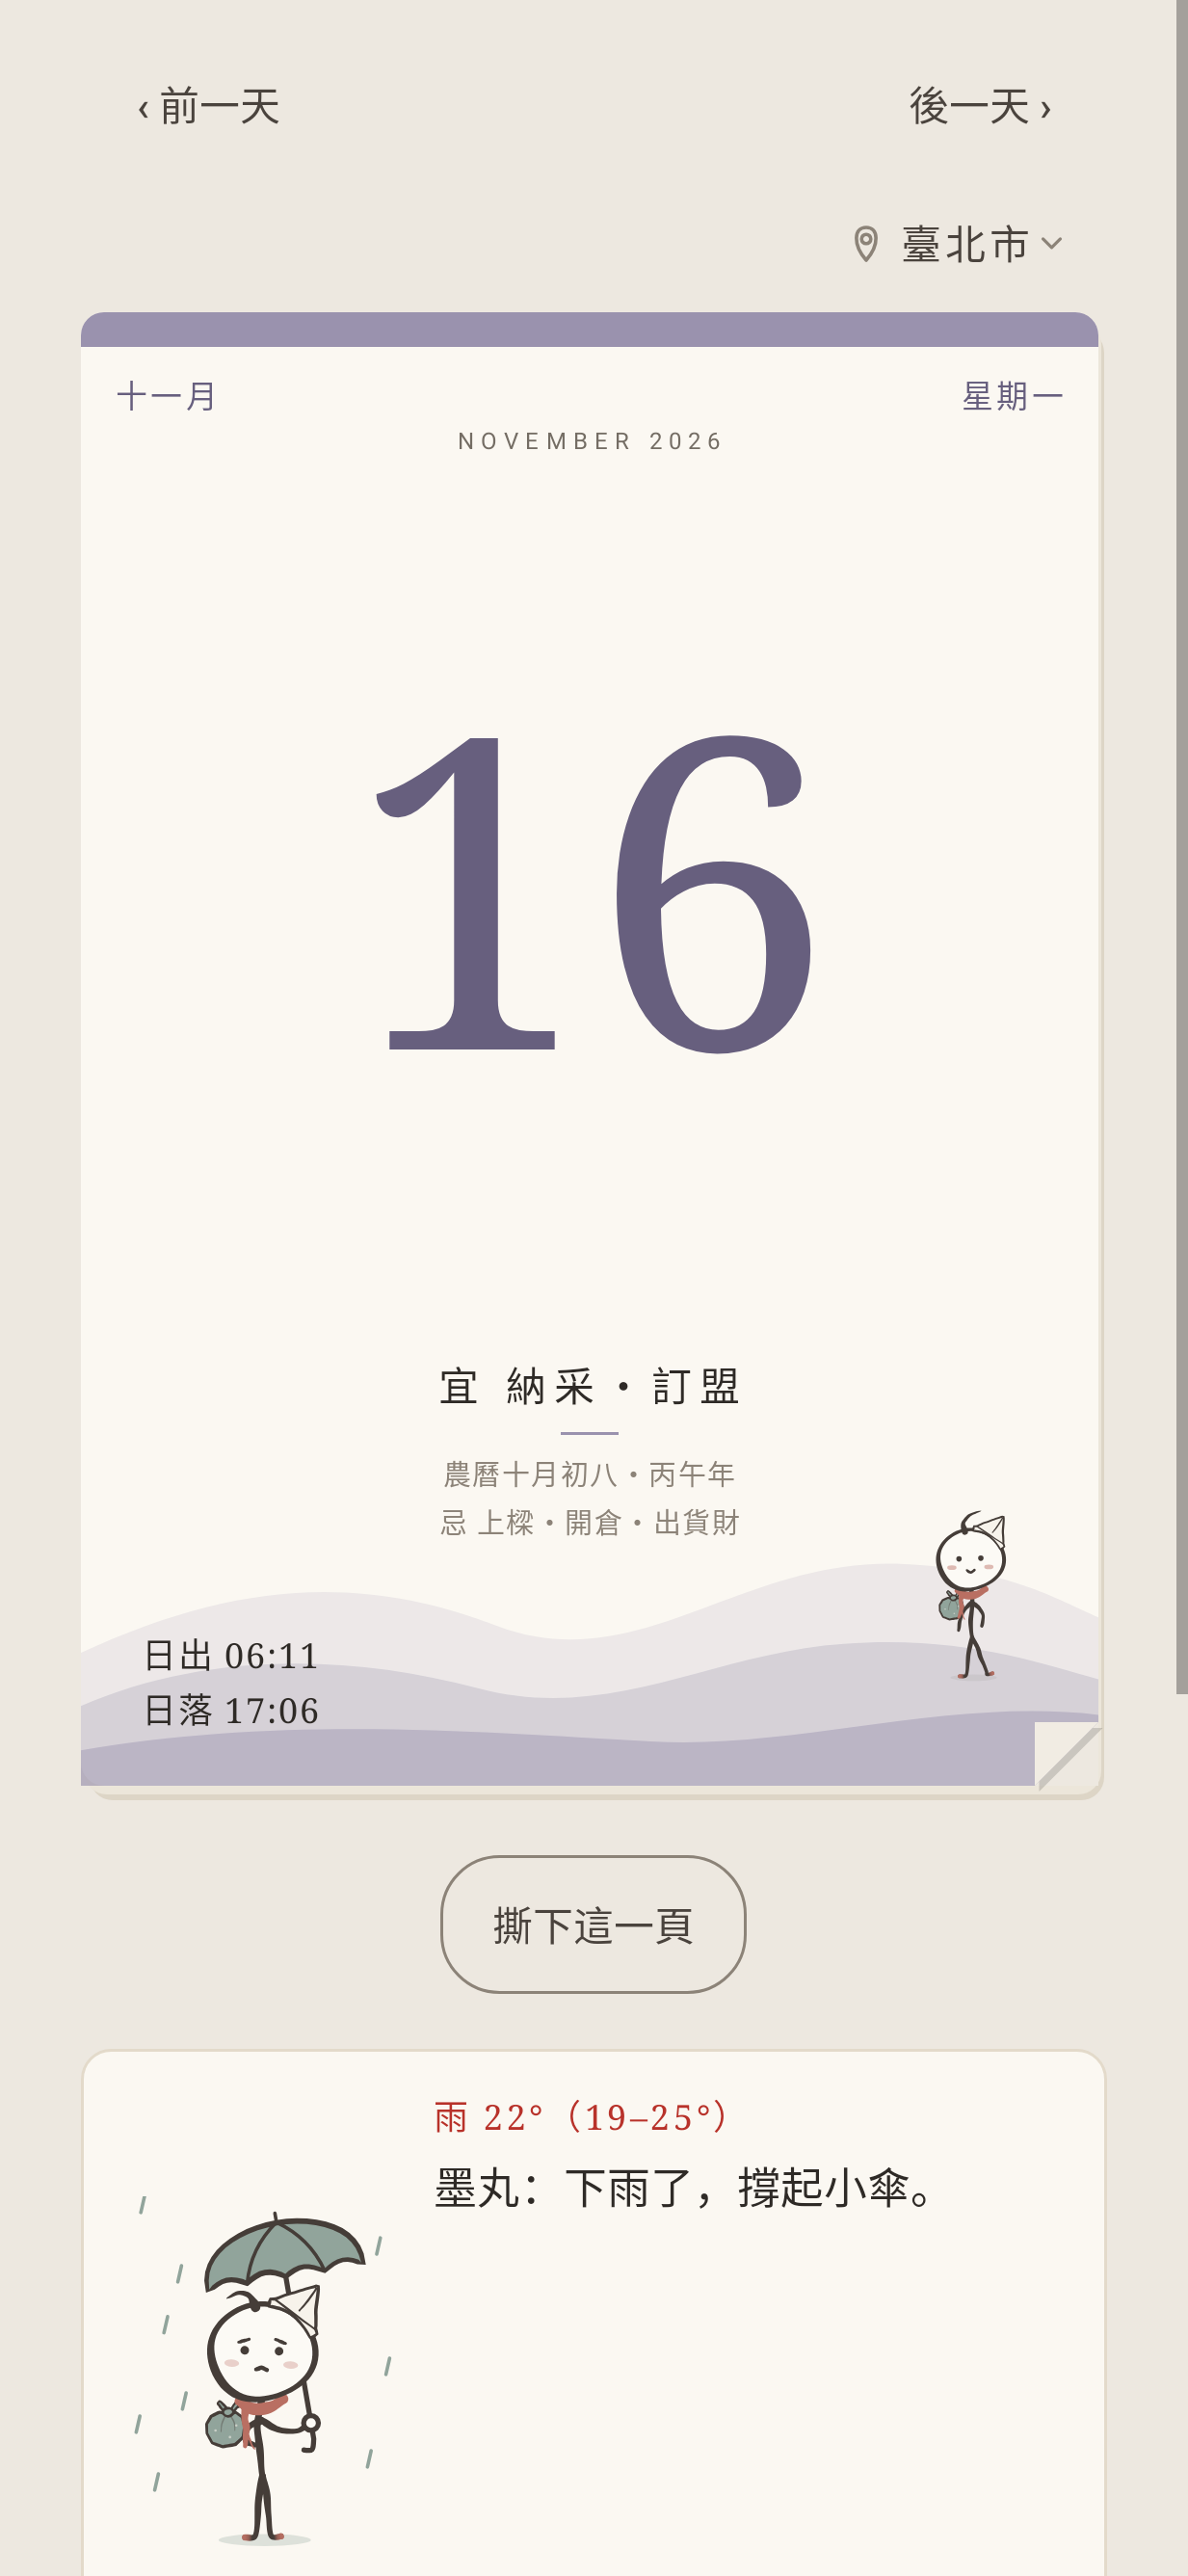 ‹ 前一天
後一天 ›
臺北市
十一月
星期一
NOVEMBER 2026
16
宜 納采・訂盟
農曆十月初八・丙午年
忌 上樑・開倉・出貨財
日出 06:11
日落 17:06
撕下這一頁
雨 22°（19–25°）
墨丸：下雨了，撐起小傘。